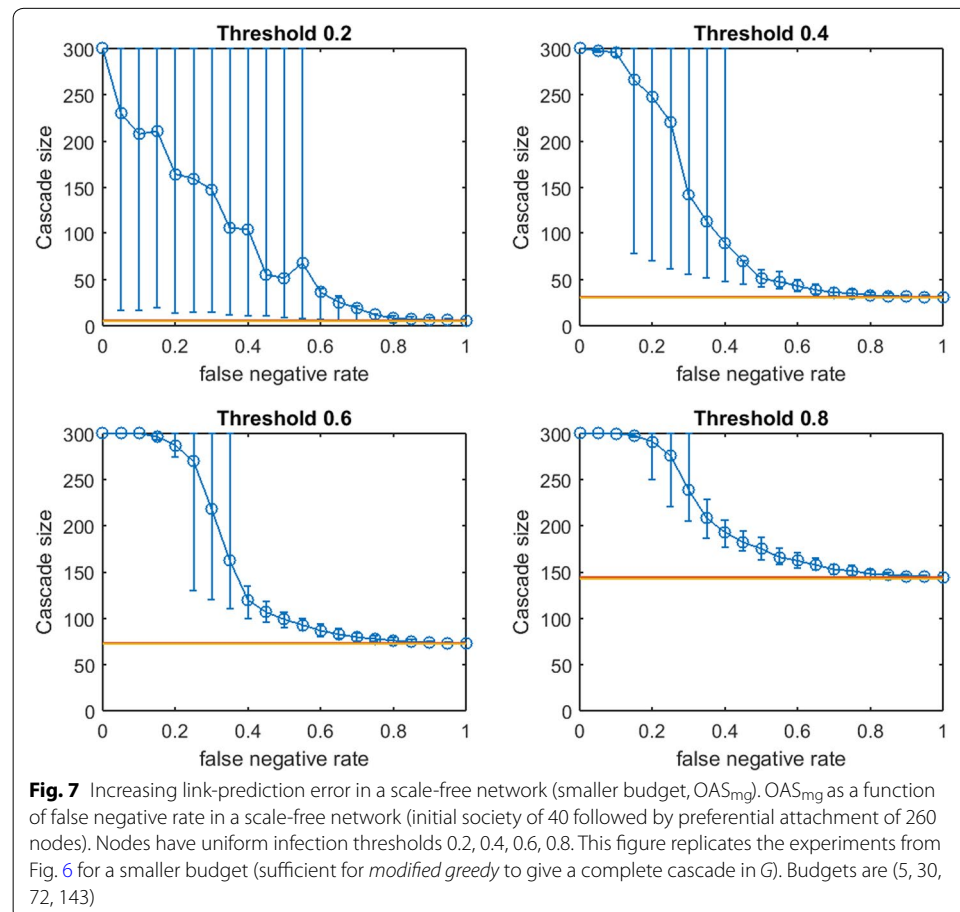 Threshold 0.2
300
250
200
150
100
50
0
Cascade size
0 0.2 0.4 0.6 0.8 1
false negative rate
Threshold 0.4
300
250
200
150
100
50
0
Cascade size
0 0.2 0.4 0.6 0.8 1
false negative rate
Threshold 0.6
300
250
200
150
100
50
0
Cascade size
0 0.2 0.4 0.6 0.8 1
false negative rate
Threshold 0.8
300
250
200
150
100
50
0
Cascade size
0 0.2 0.4 0.6 0.8 1
false negative rate
Fig. 7 Increasing link-prediction error in a scale-free network (smaller budget, OASmg). OASmg as a function
of false negative rate in a scale-free network (initial society of 40 followed by preferential attachment of 260
nodes). Nodes have uniform infection thresholds 0.2, 0.4, 0.6, 0.8. This figure replicates the experiments from
Fig. 6 for a smaller budget (sufficient for modified greedy to give a complete cascade in G). Budgets are (5, 30,
72, 143)